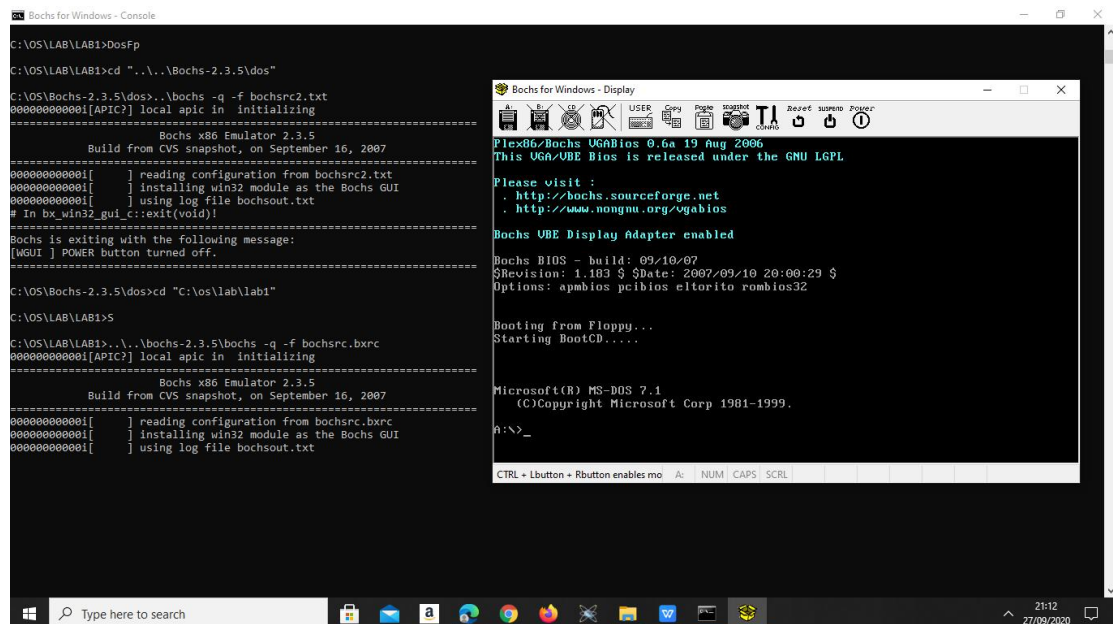 Bochs for Windows - Console
C:\OS\LAB\LAB1>DosFp
C:\OS\LAB\LAB1>cd "..\..\Bochs-2.3.5\dos"
C:\OS\Bochs-2.3.5\dos>..\bochs -q -f bochsrc2.txt
00000000000i[APIC?] local apic in  initializing
========================================================================
Bochs x86 Emulator 2.3.5
Build from CVS snapshot, on September 16, 2007
========================================================================
00000000000i[     ] reading configuration from bochsrc2.txt
00000000000i[     ] installing win32 module as the Bochs GUI
00000000000i[     ] using log file bochsout.txt
# In bx_win32_gui_c::exit(void)!
========================================================================
Bochs is exiting with the following message:
[WGUI ] POWER button turned off.
========================================================================
C:\OS\Bochs-2.3.5\dos>cd "C:\os\lab\lab1"
C:\OS\LAB\LAB1>S
C:\OS\LAB\LAB1>..\..\bochs-2.3.5\bochs -q -f bochsrc.bxrc
00000000000i[APIC?] local apic in  initializing
========================================================================
Bochs x86 Emulator 2.3.5
Build from CVS snapshot, on September 16, 2007
========================================================================
00000000000i[     ] reading configuration from bochsrc.bxrc
00000000000i[     ] installing win32 module as the Bochs GUI
00000000000i[     ] using log file bochsout.txt
Bochs for Windows - Display
A: B: CD USER Copy Paste snapshot CONFIG Reset SUSPEND Power
Plex86/Bochs VGABios 0.6a 19 Aug 2006
This VGA/VBE Bios is released under the GNU LGPL
Please visit :
. http://bochs.sourceforge.net
. http://www.nongnu.org/vgabios
Bochs VBE Display Adapter enabled
Bochs BIOS - build: 09/10/07
$Revision: 1.183 $ $Date: 2007/09/10 20:00:29 $
Options: apmbios pcibios eltorito rombios32
Booting from Floppy...
Starting BootCD.....
Microsoft(R) MS-DOS 7.1
(C)Copyright Microsoft Corp 1981-1999.
A:\>_
CTRL + Lbutton + Rbutton enables mo A: NUM CAPS SCRL
Type here to search
21:12
27/09/2020